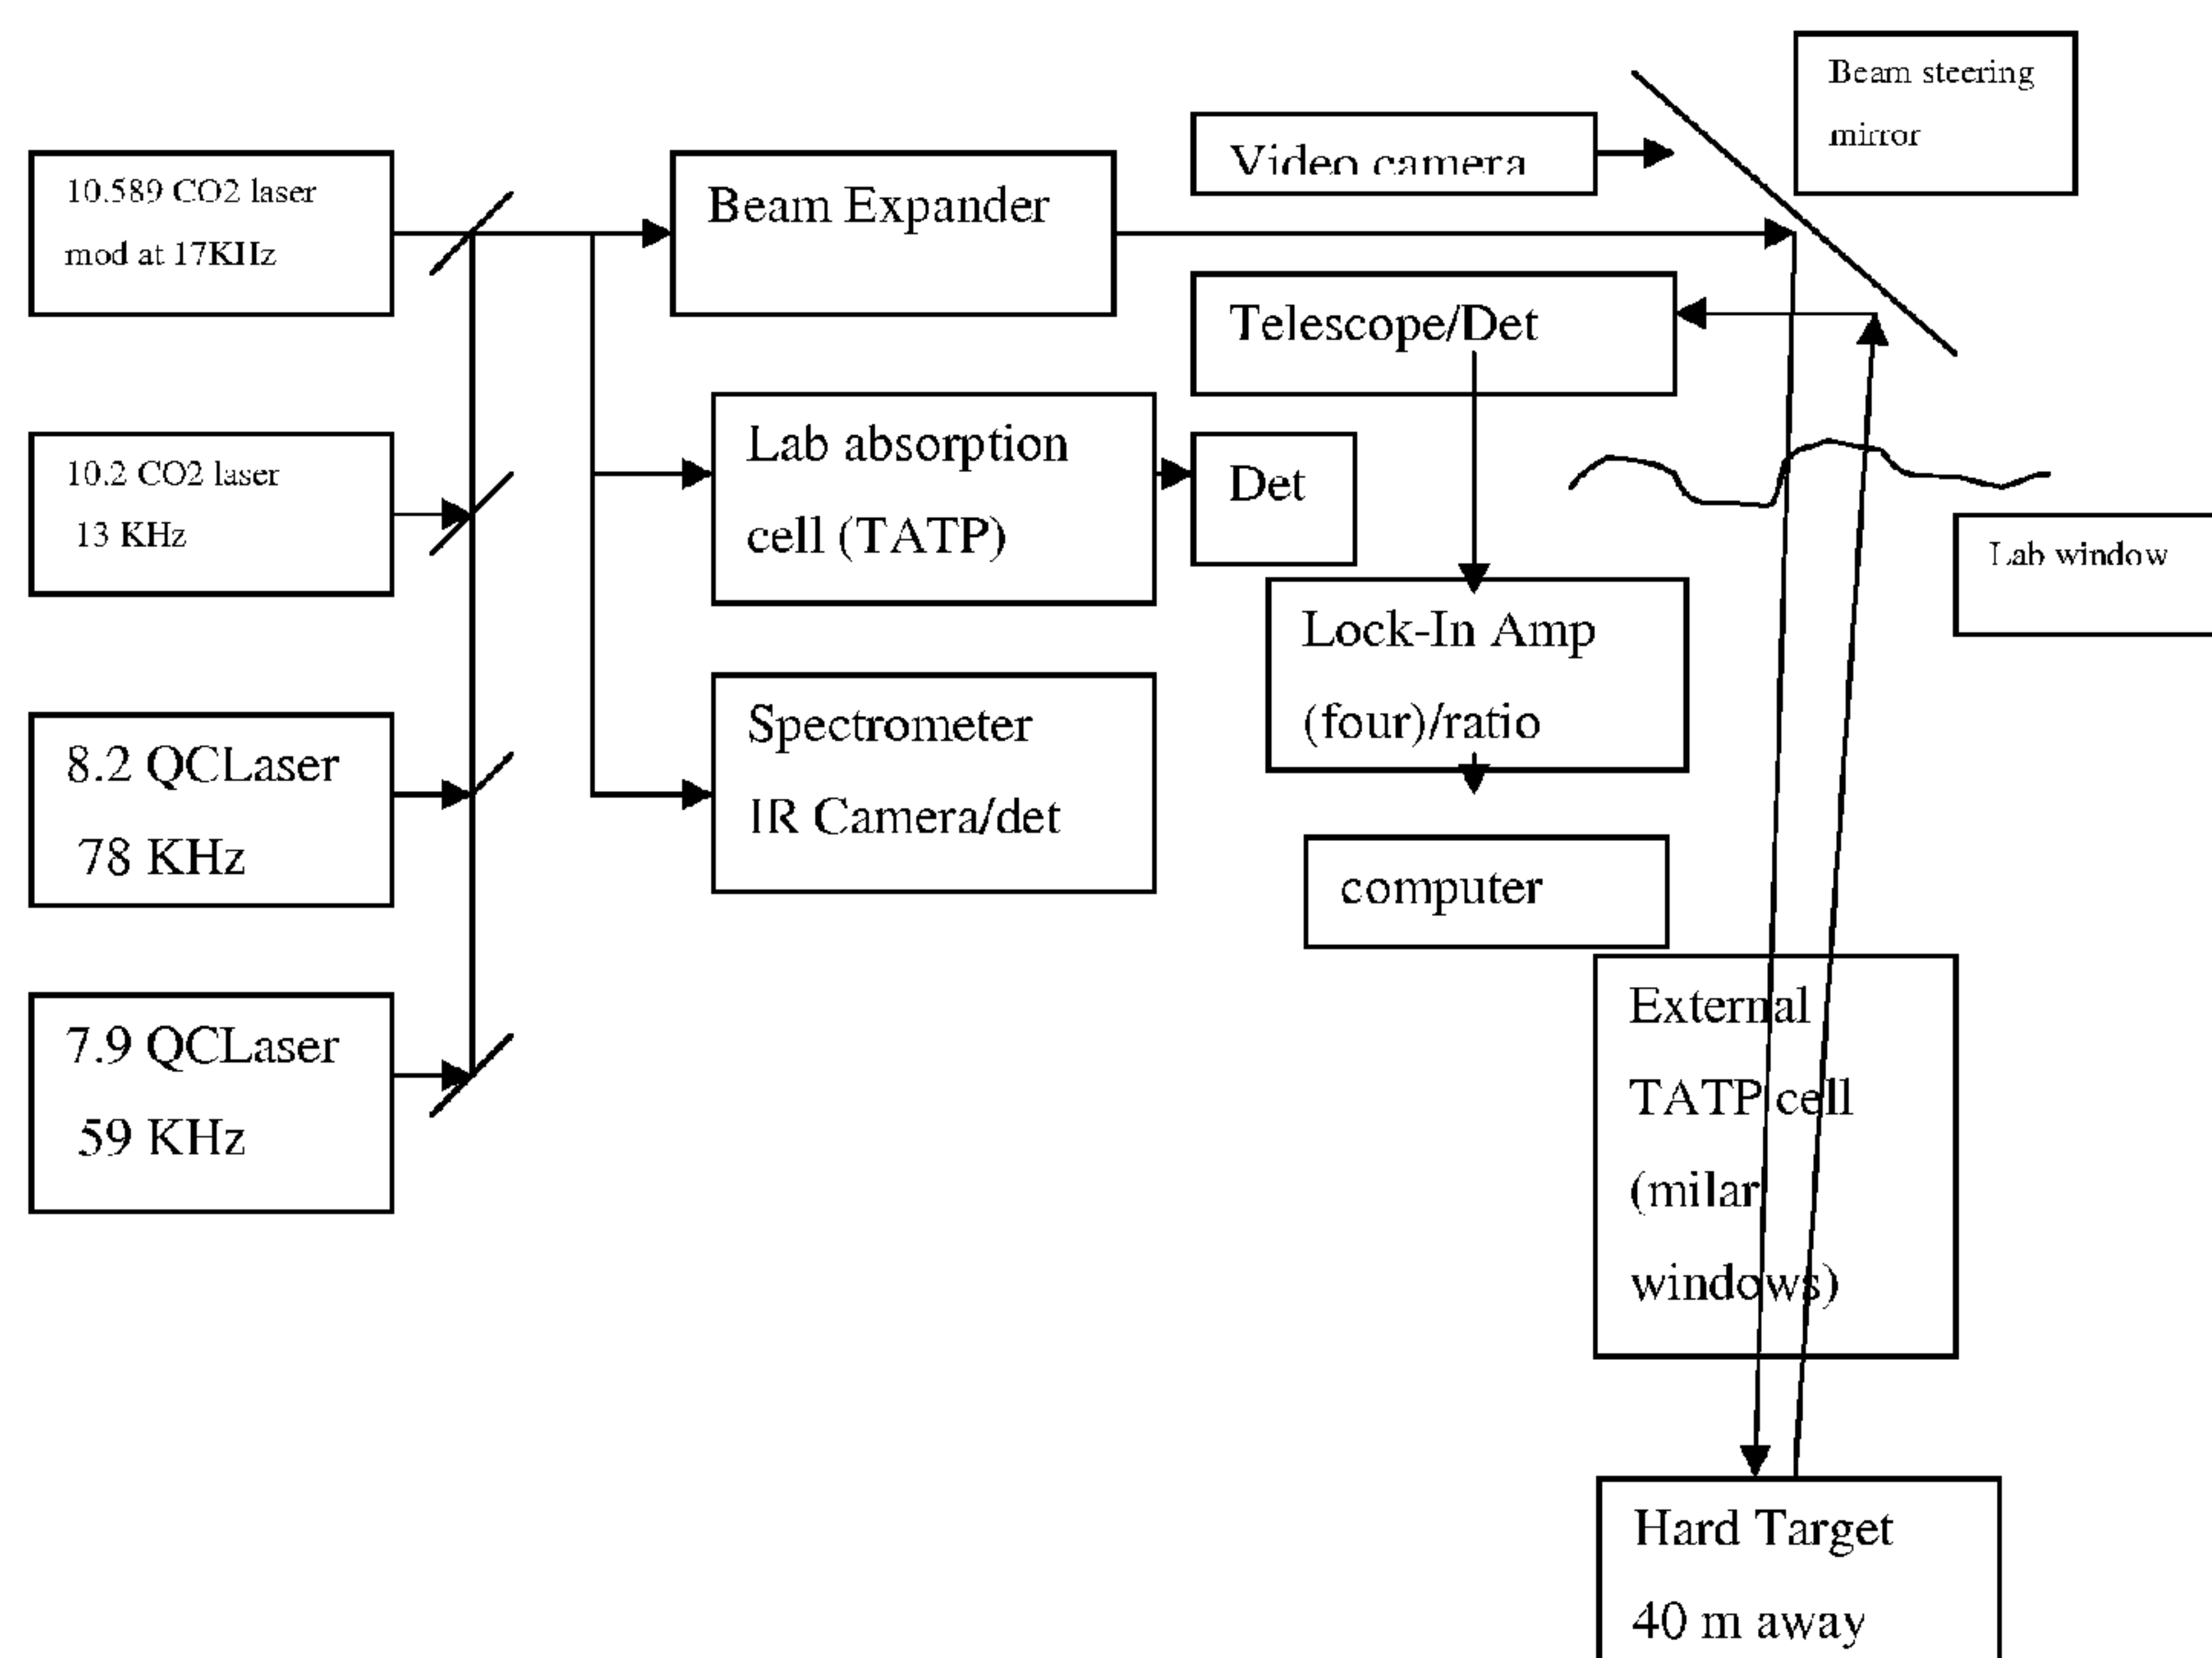 Beam steering
mirror
Video camera
10.589 CO2 laser
mod at 17KHz
Beam Expander
Telescope/Det
Lab absorption
cell (TATP)
Det
10.2 CO2 laser
13 KHz
Lab window
Lock-In Amp
(four)/ratio
Spectrometer
IR Camera/det
8.2 QCLaser
78 KHz
computer
External
TATP cell
(milar
windows)
7.9 QCLaser
59 KHz
Hard Target
40 m away